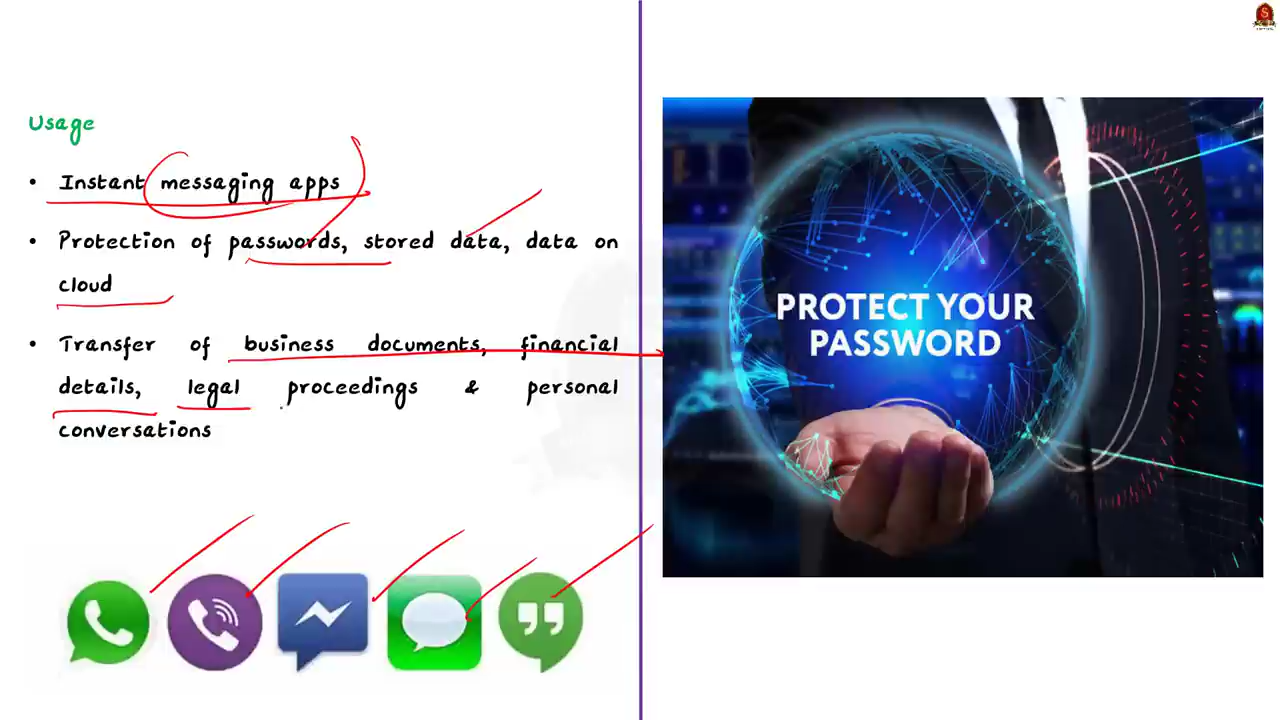 Usage
• Instant messaging apps
• Protection of passwords, stored data, data on
cloud
• Transfer of business documents, financial
details, legal proceedings & personal
conversations
PROTECT YOUR
PASSWORD